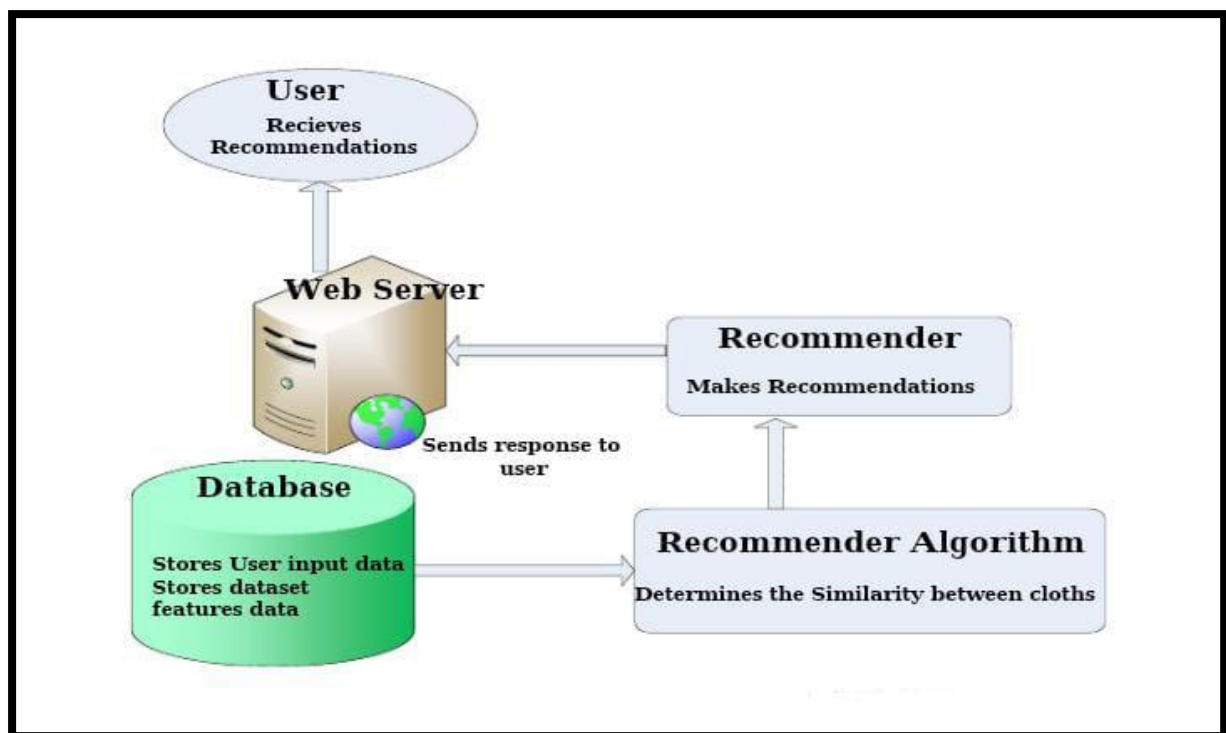 User
Recieves
Recommendations
Web Server
Recommender
Makes Recommendations
Sends response to
user
Database
Stores User input data
Stores dataset
features data
Recommender Algorithm
Determines the Similarity between cloths